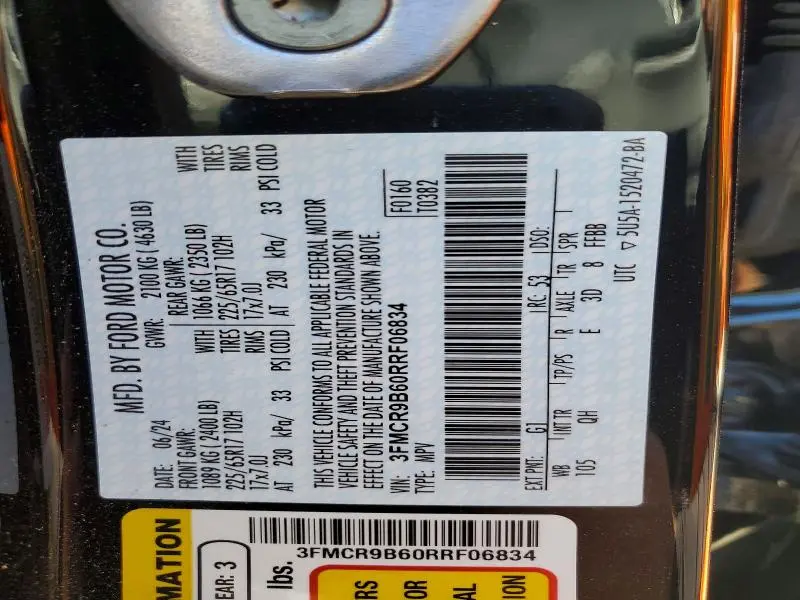 MFD. BY FORD MOTOR CO.
DATE: 06/24 GVWR: 2100 KG ( 4630 LB)
FRONT GAWR: REAR GAWR:
1089 KG ( 2400 LB) WITH 1066 KG ( 2350 LB) WITH
225/65R17 102H TIRES 225/65R17 102H TIRES
17x7.0J RIMS 17x7.0J RIMS
AT 230 kPa/ 33 PSI COLD AT 230 kPa/ 33 PSI COLD
THIS VEHICLE CONFORMS TO ALL APPLICABLE FEDERAL MOTOR
VEHICLE SAFETY AND THEFT PREVENTION STANDARDS IN
EFFECT ON THE DATE OF MANUFACTURE SHOWN ABOVE.
VIN: 3FMCR9B60RRF06834 F0160
TYPE: MPV T0382
EXT PNT: G1 RC: 53 DSO:
WB INT TR TP/PS R AXLE TR SPR
105 QH E 3D 8 FFBB
UTC ▽ 5U5A-1520472-BA
3FMCR9B60RRF06834
MATION
EAR: 3
lbs.
RS
OR
AL
ION